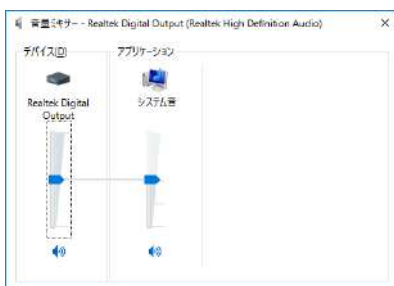 音量ミキサー - Realtek Digital Output (Realtek High Definition Audio)
デバイス(D)
アプリケーション
Realtek Digital
Output
システム音